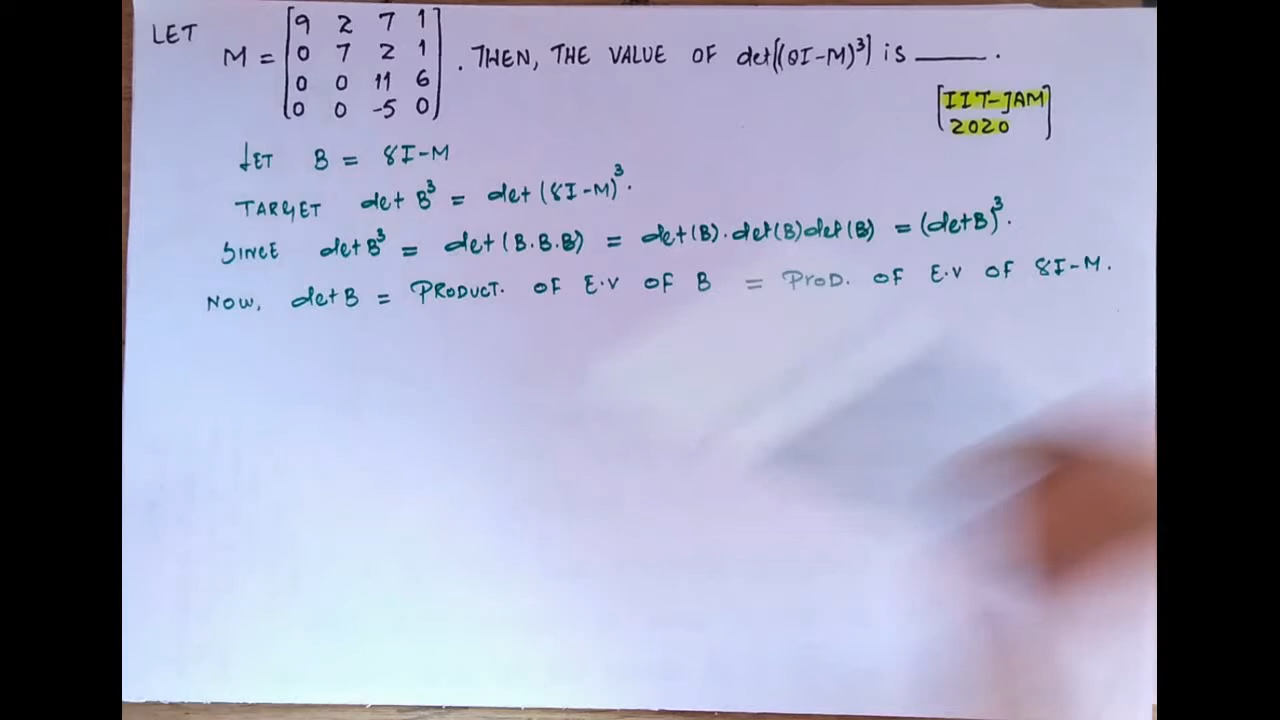 LET M = [9 2 7 1
0 7 2 1
0 0 11 6
0 0 -5 0] . THEN, THE VALUE OF det[(8I-M)³] is ____ .
[IIT-JAM
2020]
LET B = 8I-M
TARGET det B³ = det (8I-M)³.
SINCE det B³ = det (B.B.B) = det(B).det(B)det(B) = (det B)³.
NOW, det B = PRODUCT. OF E.V OF B = PROD. OF E.V OF 8I-M.